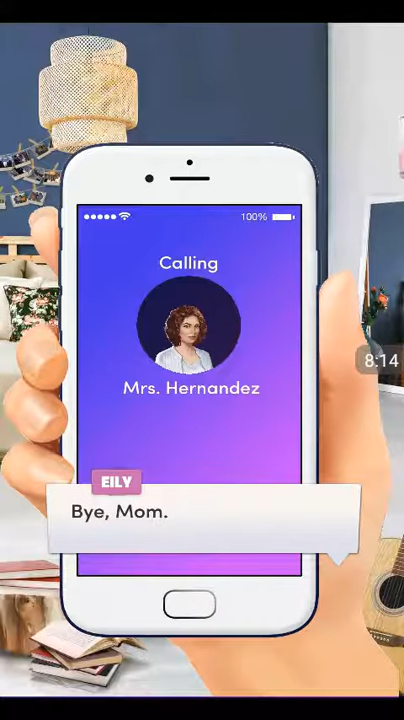 100%
Calling
Mrs. Hernandez
8:14
EILY
Bye, Mom.